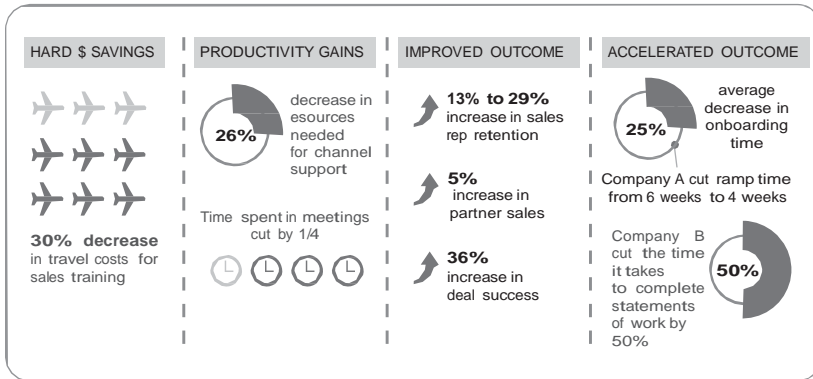 HARD $ SAVINGS
30% decrease
in travel costs for
sales training
PRODUCTIVITY GAINS
26%
decrease in
esources
needed
for channel
support
Time spent in meetings
cut by 1/4
IMPROVED OUTCOME
13% to 29%
increase in sales
rep retention
5%
increase in
partner sales
36%
increase in
deal success
ACCELERATED OUTCOME
25%
average
decrease in
onboarding
time
Company A cut ramp time
from 6 weeks to 4 weeks
Company B
cut the time
it takes
to complete
statements
of work by
50%
50%